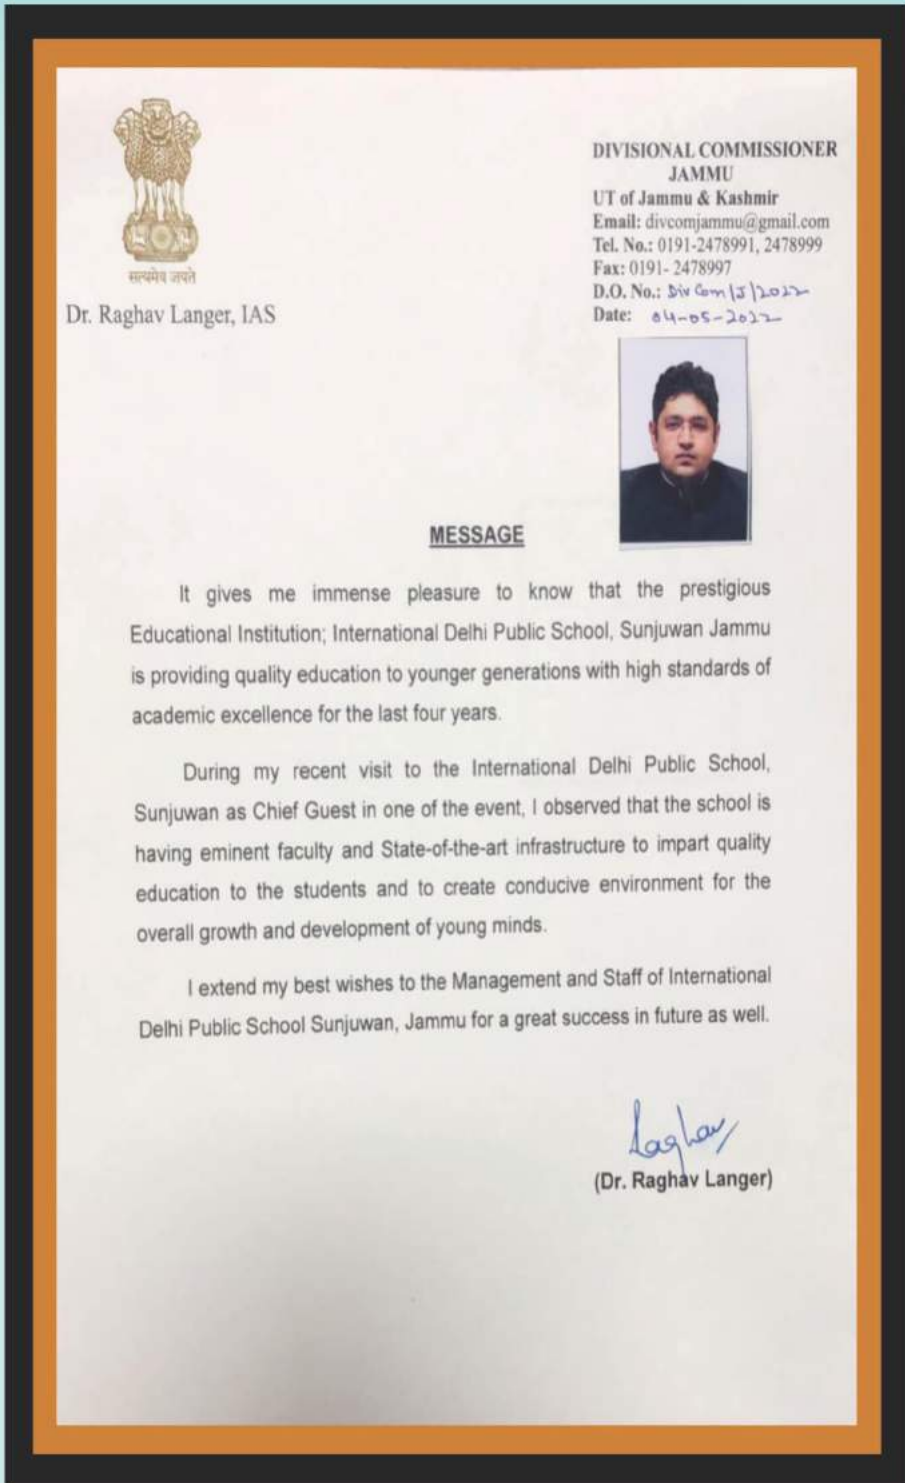 सत्यमेव जयते
Dr. Raghav Langer, IAS
DIVISIONAL COMMISSIONER
JAMMU
UT of Jammu & Kashmir
Email: divcomjammu@gmail.com
Tel. No.: 0191-2478991, 2478999
Fax: 0191- 2478997
D.O. No.: Div Com/J/2022
Date: 04-05-2022
MESSAGE
It gives me immense pleasure to know that the prestigious
Educational Institution; International Delhi Public School, Sunjuwan Jammu
is providing quality education to younger generations with high standards of
academic excellence for the last four years.
During my recent visit to the International Delhi Public School,
Sunjuwan as Chief Guest in one of the event, I observed that the school is
having eminent faculty and State-of-the-art infrastructure to impart quality
education to the students and to create conducive environment for the
overall growth and development of young minds.
I extend my best wishes to the Management and Staff of International
Delhi Public School Sunjuwan, Jammu for a great success in future as well.
Raghav
(Dr. Raghav Langer)